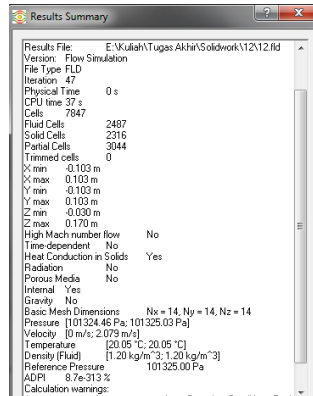 Results Summary
Results File: E:\Kuliah\Tugas Akhir\Solidwork\12\12.fld
Version: Flow Simulation
File Type FLD
Iteration 47
Physical Time 0 s
CPU time 37 s
Cells 7847
Fluid Cells 2487
Solid Cells 2316
Partial Cells 3044
Trimmed cells 0
X min -0.103 m
X max 0.103 m
Y min -0.103 m
Y max 0.103 m
Z min -0.030 m
Z max 0.170 m
High Mach number flow No
Time-dependent No
Heat Conduction in Solids Yes
Radiation No
Porous Media No
Internal Yes
Gravity No
Basic Mesh Dimensions Nx = 14, Ny = 14, Nz = 14
Pressure [101324.46 Pa; 101325.03 Pa]
Velocity [0 m/s; 2.079 m/s]
Temperature [20.05 °C; 20.05 °C]
Density (Fluid) [1.20 kg/m^3; 1.20 kg/m^3]
Reference Pressure 101325.00 Pa
ADPI 8.7e-313 %
Calculation warnings: